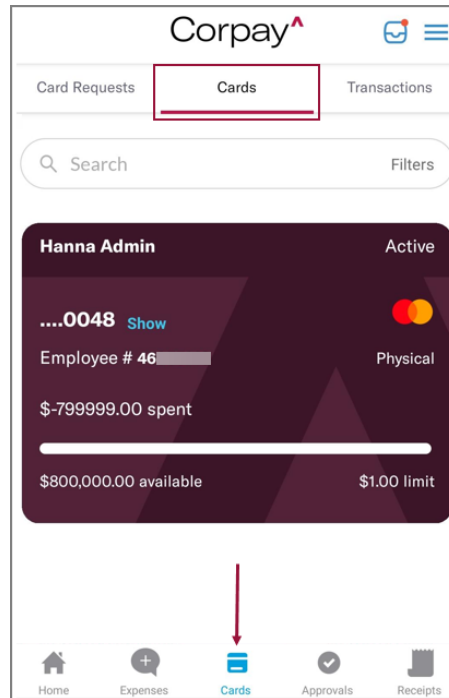 Corpay^
Card Requests Cards Transactions
Search Filters
Hanna Admin Active
....0048 Show
Employee # 46 Physical
$-799999.00 spent
$800,000.00 available $1.00 limit
Home Expenses Cards Approvals Receipts